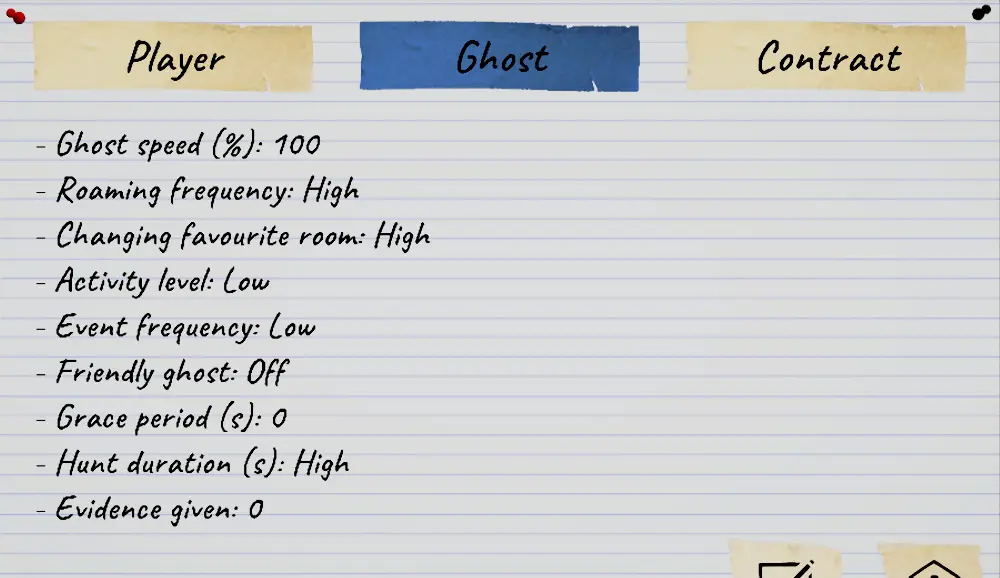 Player
Ghost
Contract
- Ghost speed (%): 100
- Roaming frequency: High
- Changing favourite room: High
- Activity level: Low
- Event frequency: Low
- Friendly ghost: Off
- Grace period (s): 0
- Hunt duration (s): High
- Evidence given: 0